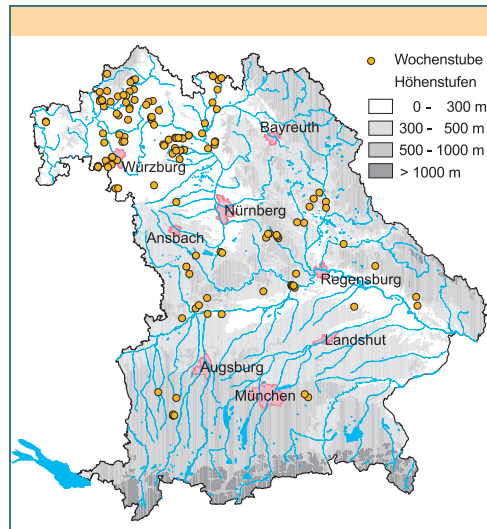 Wochenstube
Höhenstufen
0 - 300 m
300 - 500 m
500 - 1000 m
> 1000 m
Bayreuth
Würzburg
Nürnberg
Ansbach
Regensburg
Landshut
Augsburg
München